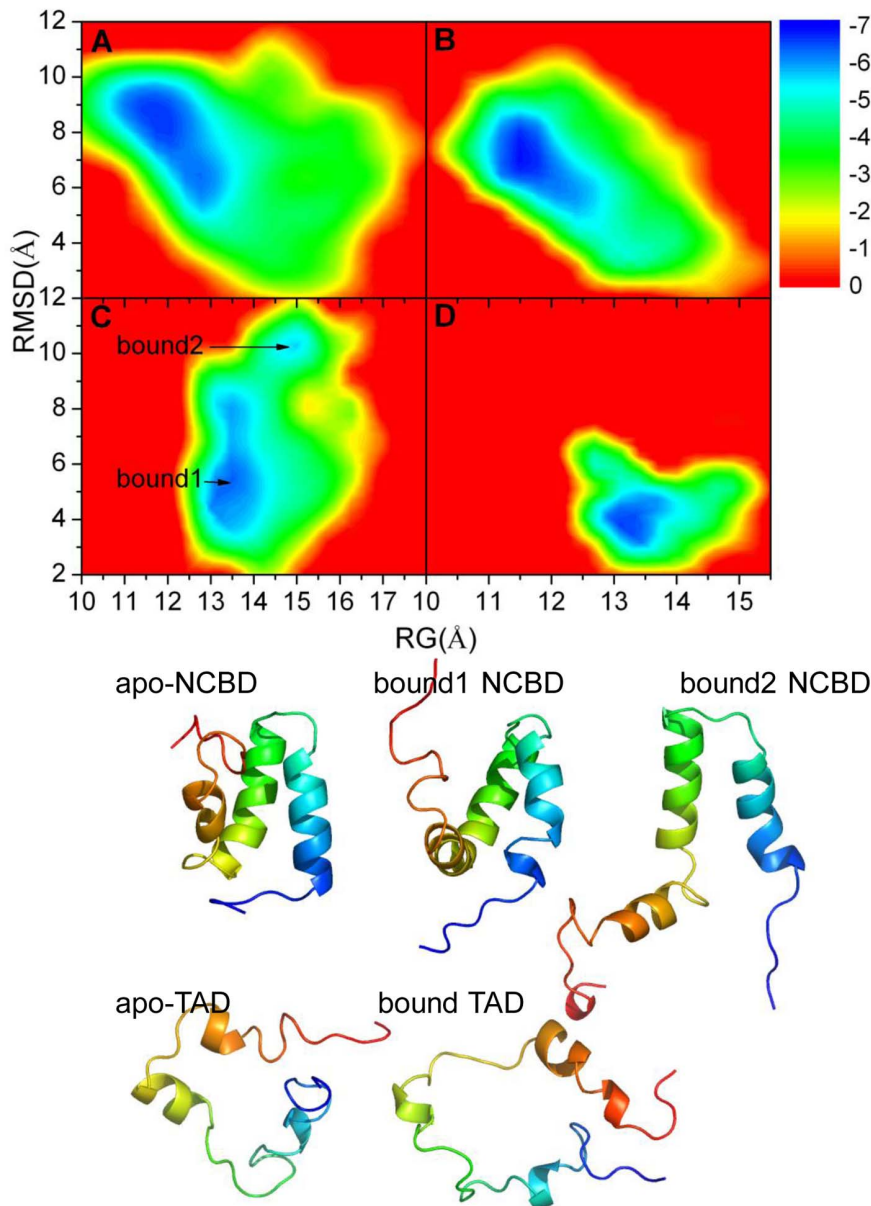 A
B
-7
-6
-5
-4
-3
-2
-1
0
12
10
8
6
4
12
RMSD(Å)
C
bound2
bound1
D
10
8
6
4
2
10 11 12 13 14 15 16 17 10 11 12 13 14 15
RG(Å)
apo-NCBD bound1 NCBD bound2 NCBD
apo-TAD bound TAD